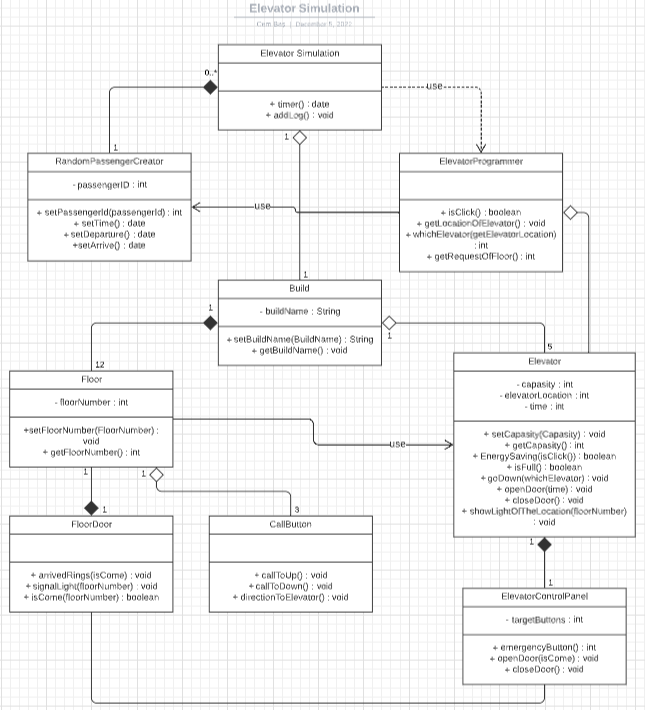 Elevator Simulation
Cem Baş | December 5, 2022
Elevator Simulation
0..*
+ timer() : date
+ addLog() : void
use
1
1
RandomPassengerCreator
- passengerID : int
+ setPassengerId(passengerId) : int
+ setTime() : date
+ setDeparture() : date
+setArrive() : date
ElevatorProgrammer
+ isClick() : boolean
+ getLocationOfElevator() : void
+ whichElevator(getElevatorLocation)
: int
+ getRequestOfFloor() : int
use
1
Build
- buildName : String
+setBuildName(BuildName) : String
+ getBuildName() : void
1
1
12
5
Floor
- floorNumber : int
+setFloorNumber(FloorNumber) :
void
+ getFloorNumber() : int
Elevator
- capasity : int
- elevatorLocation : int
- time : int
+ setCapasity(Capasity) : void
+ getCapasity() : int
+ EnergySaving(isClick()) : boolean
+ isFull() : boolean
+ goDown(whichElevator) : void
+ openDoor(time) : void
+ closeDoor() : void
+ showLightOfTheLocation(floorNumber)
: void
use
1
1
1
3
FloorDoor
+ arrivedRings(isCome) : void
+ signalLight(floorNumber) : void
+ isCome(floorNumber) : boolean
CallButton
+ callToUp() : void
+ callToDown() : void
+ directionToElevator() : void
1
1
ElevatorControlPanel
- targetButtons : int
+ emergencyButton() : int
+ openDoor(isCome) : void
+ closeDoor() : void